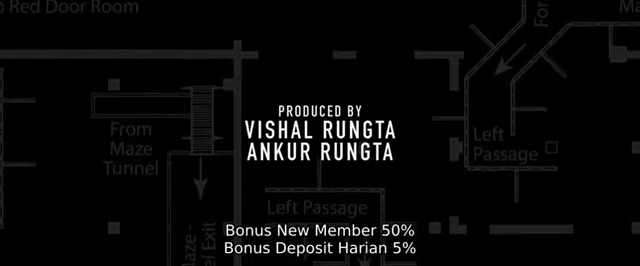 Red Door Room
From
Maze
Tunnel
PRODUCED BY
VISHAL RUNGTA
ANKUR RUNGTA
Left
Passage
Left Passage
Bonus New Member 50%
Bonus Deposit Harian 5%